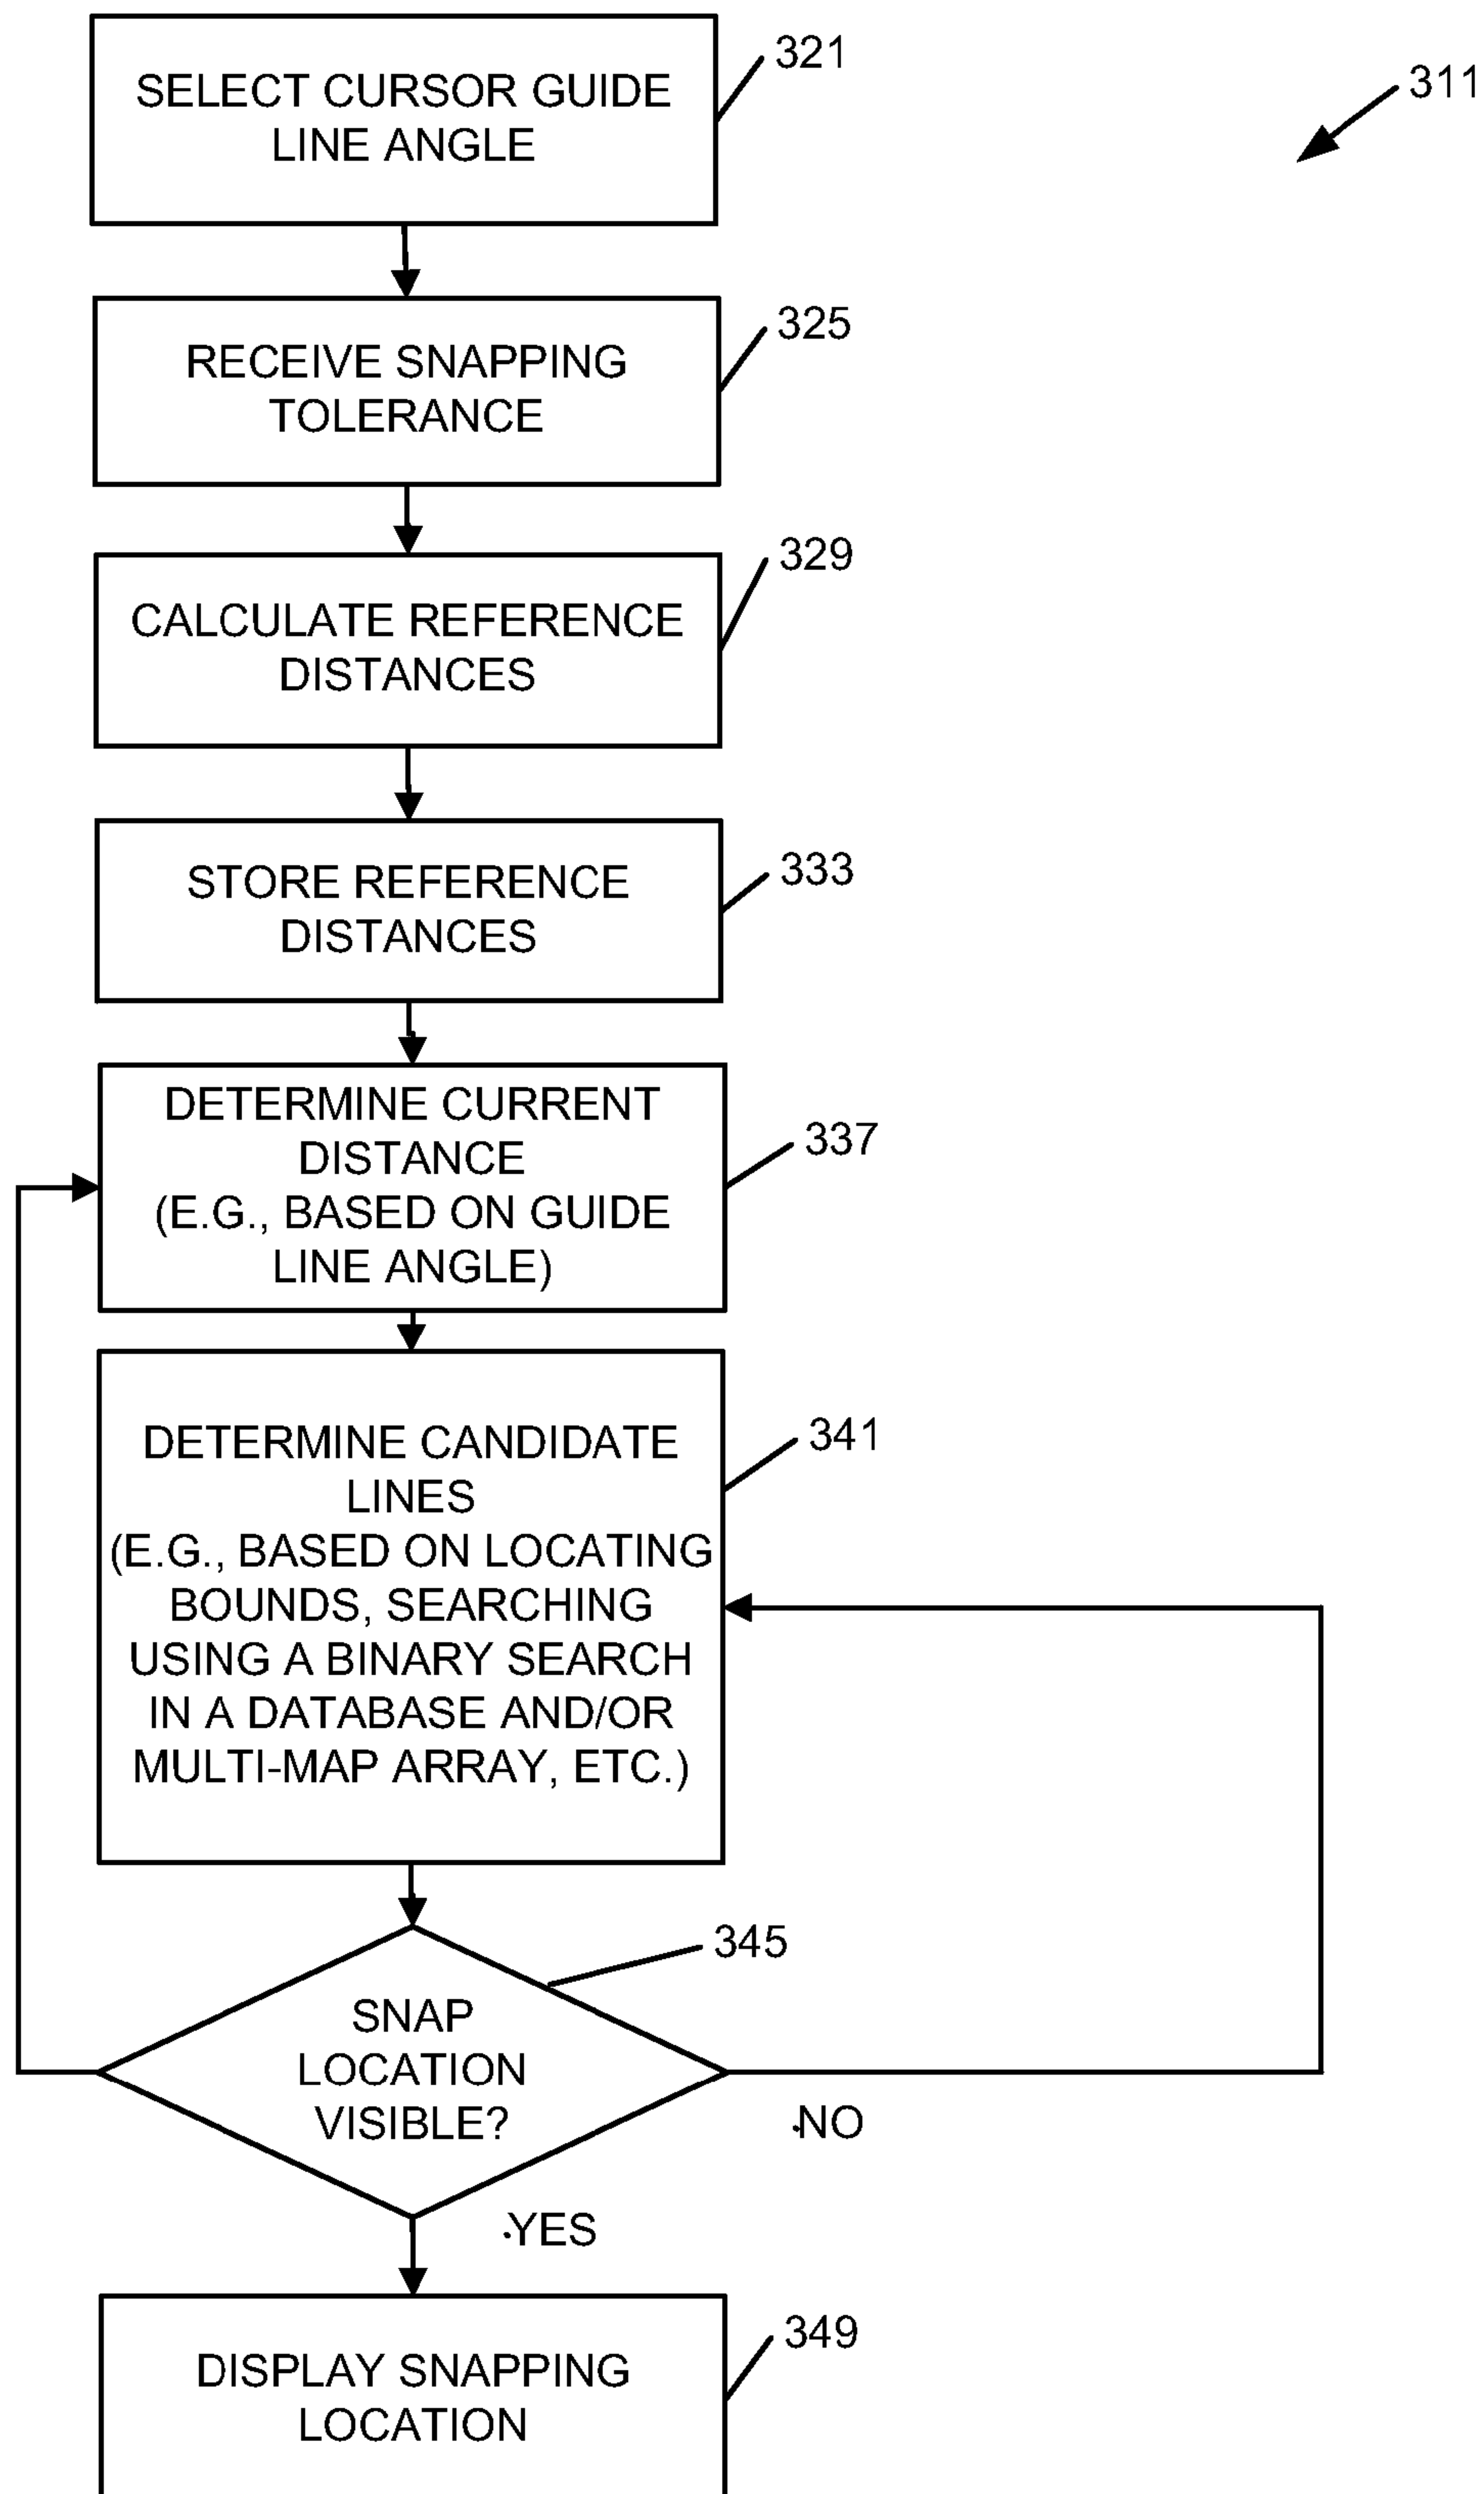 321
311
SELECT CURSOR GUIDE
LINE ANGLE
325
RECEIVE SNAPPING
TOLERANCE
329
CALCULATE REFERENCE
DISTANCES
333
STORE REFERENCE
DISTANCES
337
DETERMINE CURRENT
DISTANCE
(E.G., BASED ON GUIDE
LINE ANGLE)
341
DETERMINE CANDIDATE
LINES
(E.G., BASED ON LOCATING
BOUNDS, SEARCHING
USING A BINARY SEARCH
IN A DATABASE AND/OR
MULTI-MAP ARRAY, ETC.)
345
SNAP
LOCATION
VISIBLE?
NO
YES
349
DISPLAY SNAPPING
LOCATION